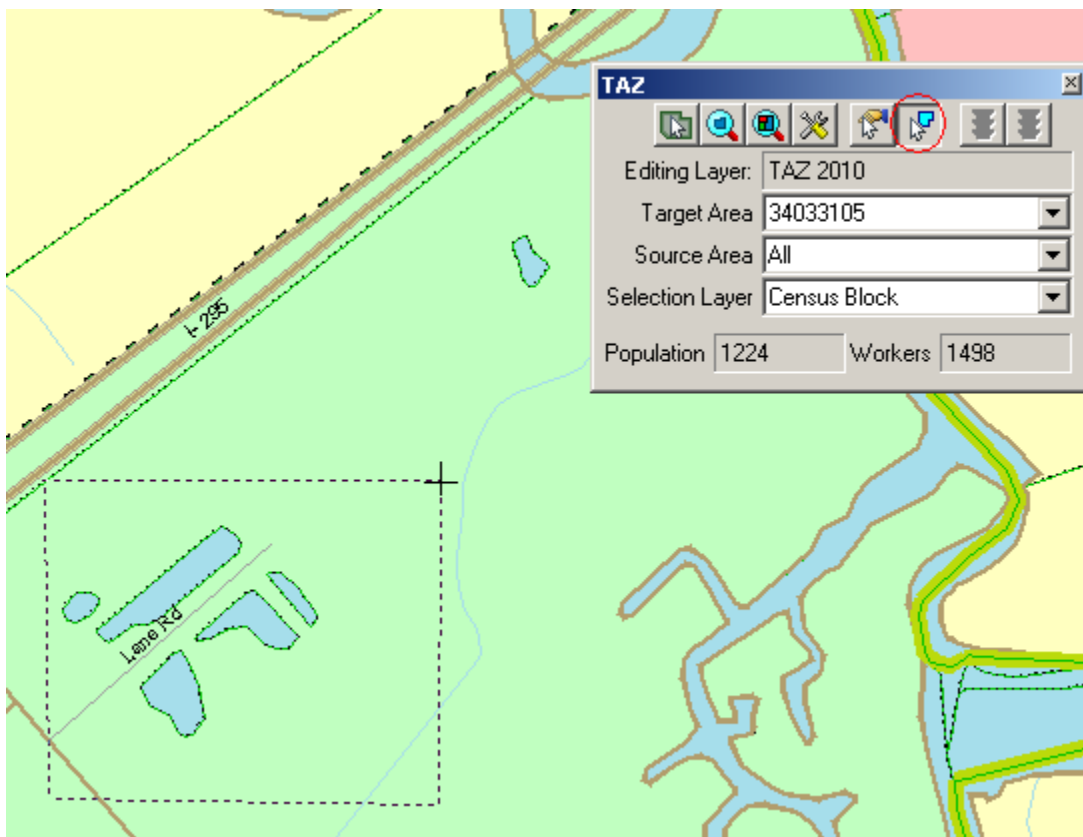 TAZ
Editing Layer: TAZ 2010
Target Area 34033105
Source Area All
Selection Layer Census Block
Population 1224 Workers 1498
I- 295
Lane Rd